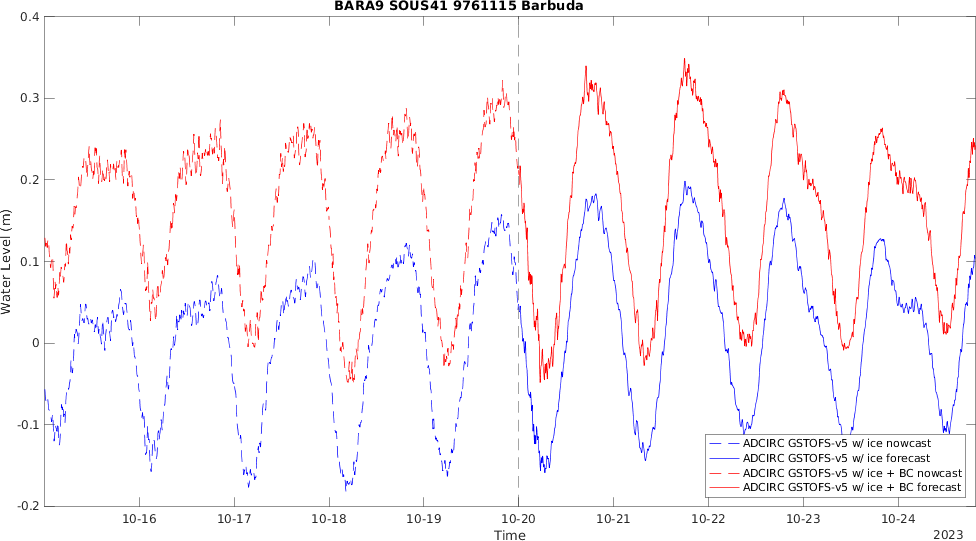 BARA9 SOUS41 9761115 Barbuda
0.4
0.3
0.2
0.1
0
-0.1
-0.2
Water Level (m)
ADCIRC GSTOFS-v5 w/ ice nowcast
ADCIRC GSTOFS-v5 w/ ice forecast
ADCIRC GSTOFS-v5 w/ ice + BC nowcast
ADCIRC GSTOFS-v5 w/ ice + BC forecast
10-16 10-17 10-18 10-19 10-20 10-21 10-22 10-23 10-24
Time
2023